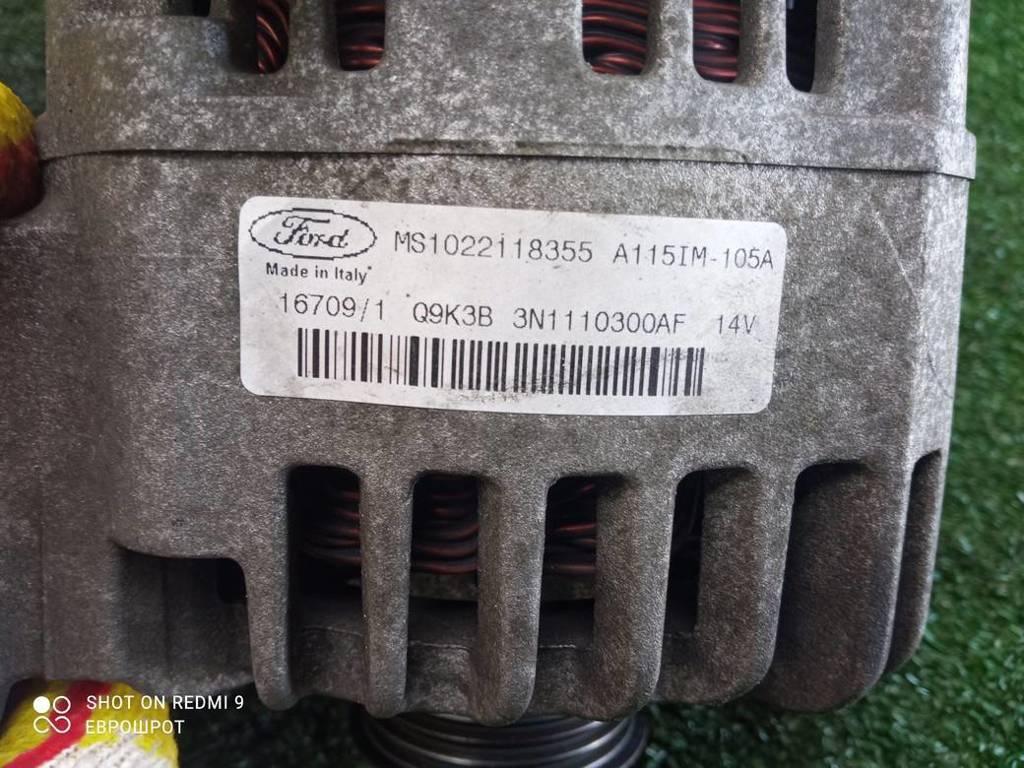 Ford MS1022118355 A115IM-105A
Made in Italy
16709/1 Q9K3B 3N1110300AF 14V
SHOT ON REDMI 9
ЕВРОШРОТ